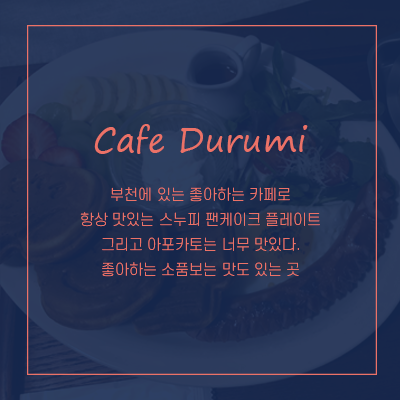 Cafe Durumi
부천에 있는 좋아하는 카페로
항상 맛있는 스누피 팬케이크 플레이트
그리고 아포카토는 너무 맛있다.
좋아하는 소품보는 맛도 있는 곳